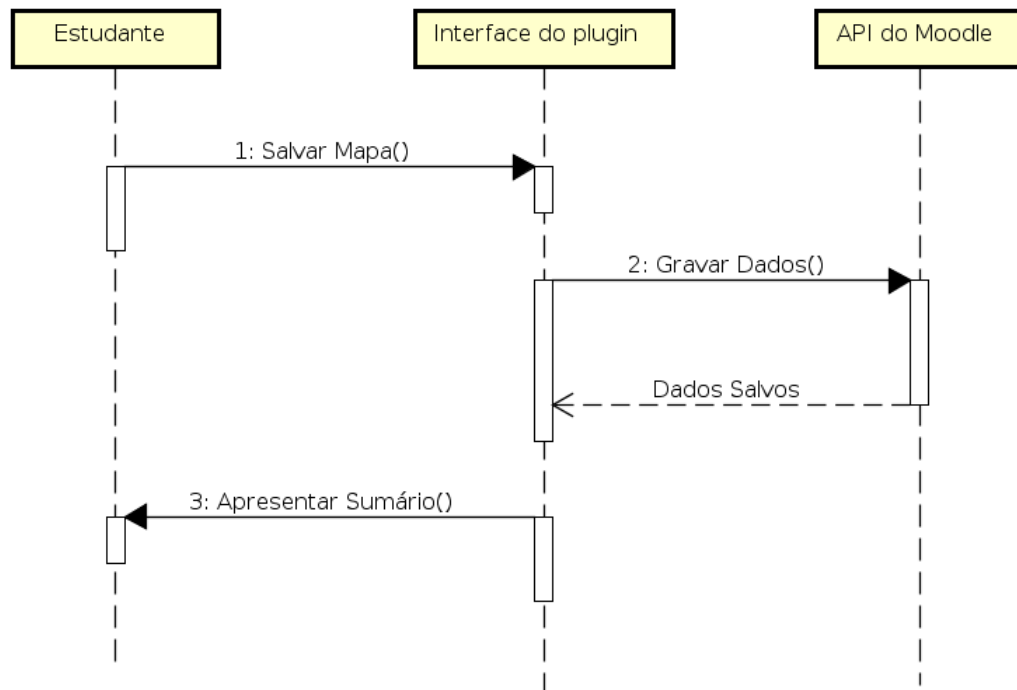 Estudante
Interface do plugin
API do Moodle
1: Salvar Mapa()
2: Gravar Dados()
Dados Salvos
3: Apresentar Sumário()